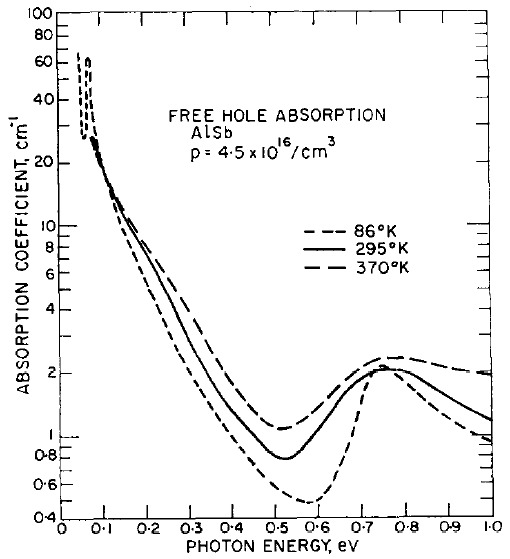 100
80
60
40
20
10
8
6
4
2
1
0.8
0.6
0.4
ABSORPTION COEFFICIENT, cm⁻¹
FREE HOLE ABSORPTION
AlSb
p = 4.5 x 10¹⁶/cm³
86°K
295°K
370°K
0 0.1 0.2 0.3 0.4 0.5 0.6 0.7 0.8 0.9 1.0
PHOTON ENERGY, eV